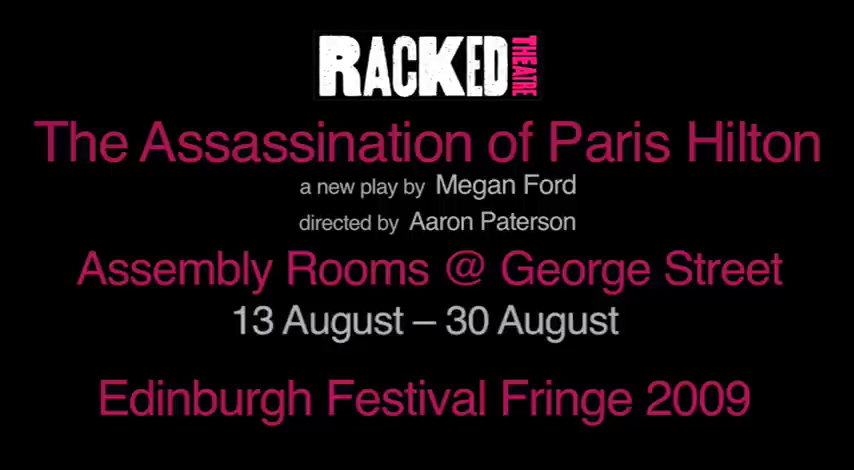 RACKED THEATRE
The Assassination of Paris Hilton
a new play by Megan Ford
directed by Aaron Paterson
Assembly Rooms @ George Street
13 August – 30 August
Edinburgh Festival Fringe 2009